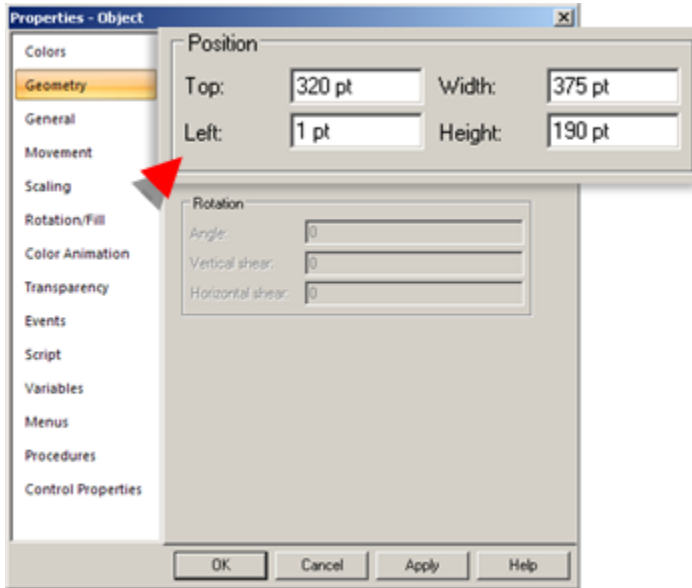 Properties - Object
Colors
Geometry
General
Movement
Scaling
Rotation/Fill
Color Animation
Transparency
Events
Script
Variables
Menus
Procedures
Control Properties
Position
Top: 320 pt Width: 375 pt
Left: 1 pt Height: 190 pt
Rotation
Angle: 0
Vertical shear: 0
Horizontal shear: 0
OK Cancel Apply Help